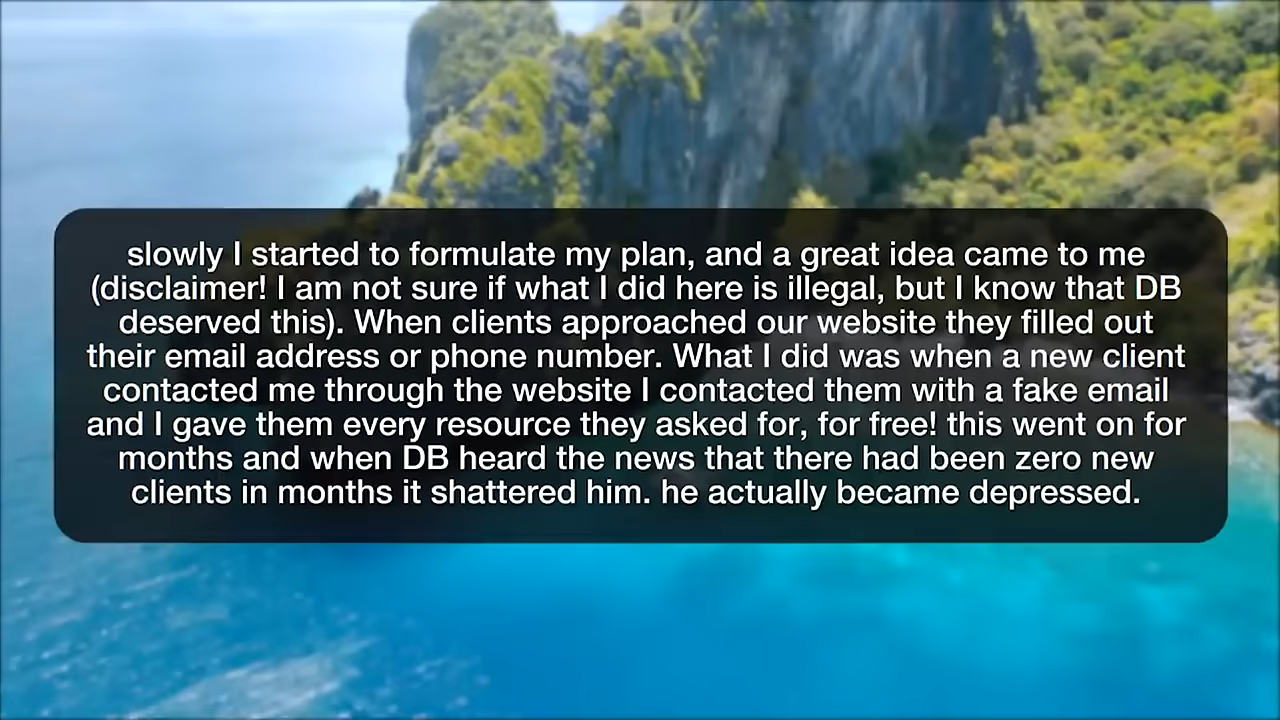 slowly I started to formulate my plan, and a great idea came to me
(disclaimer! I am not sure if what I did here is illegal, but I know that DB
deserved this). When clients approached our website they filled out
their email address or phone number. What I did was when a new client
contacted me through the website I contacted them with a fake email
and I gave them every resource they asked for, for free! this went on for
months and when DB heard the news that there had been zero new
clients in months it shattered him. he actually became depressed.